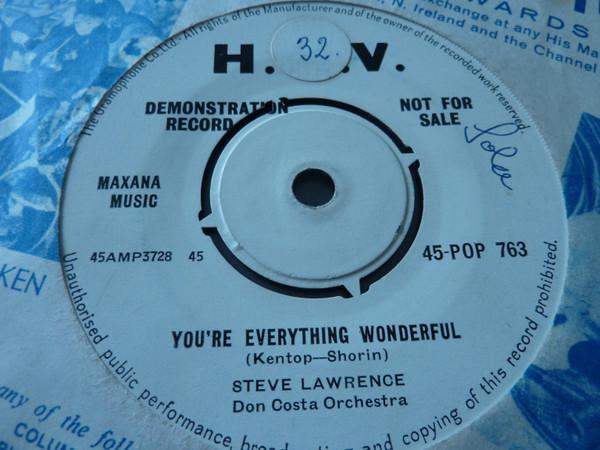 The Gramophone Co. Ltd. All rights of the Manufacturer and of the owner of the recorded work reserved.
H. V.
32.
DEMONSTRATION
RECORD
NOT FOR
SALE
MAXANA
MUSIC
45AMP3728 45
45-POP 763
YOU'RE EVERYTHING WONDERFUL
(Kentop—Shorin)
STEVE LAWRENCE
Don Costa Orchestra
Unauthorised public performance, and copying of this record prohibited.
WARDS
N. Ireland and the Channel
exchange at any His Ma
KEN
any of the foll
COLUM